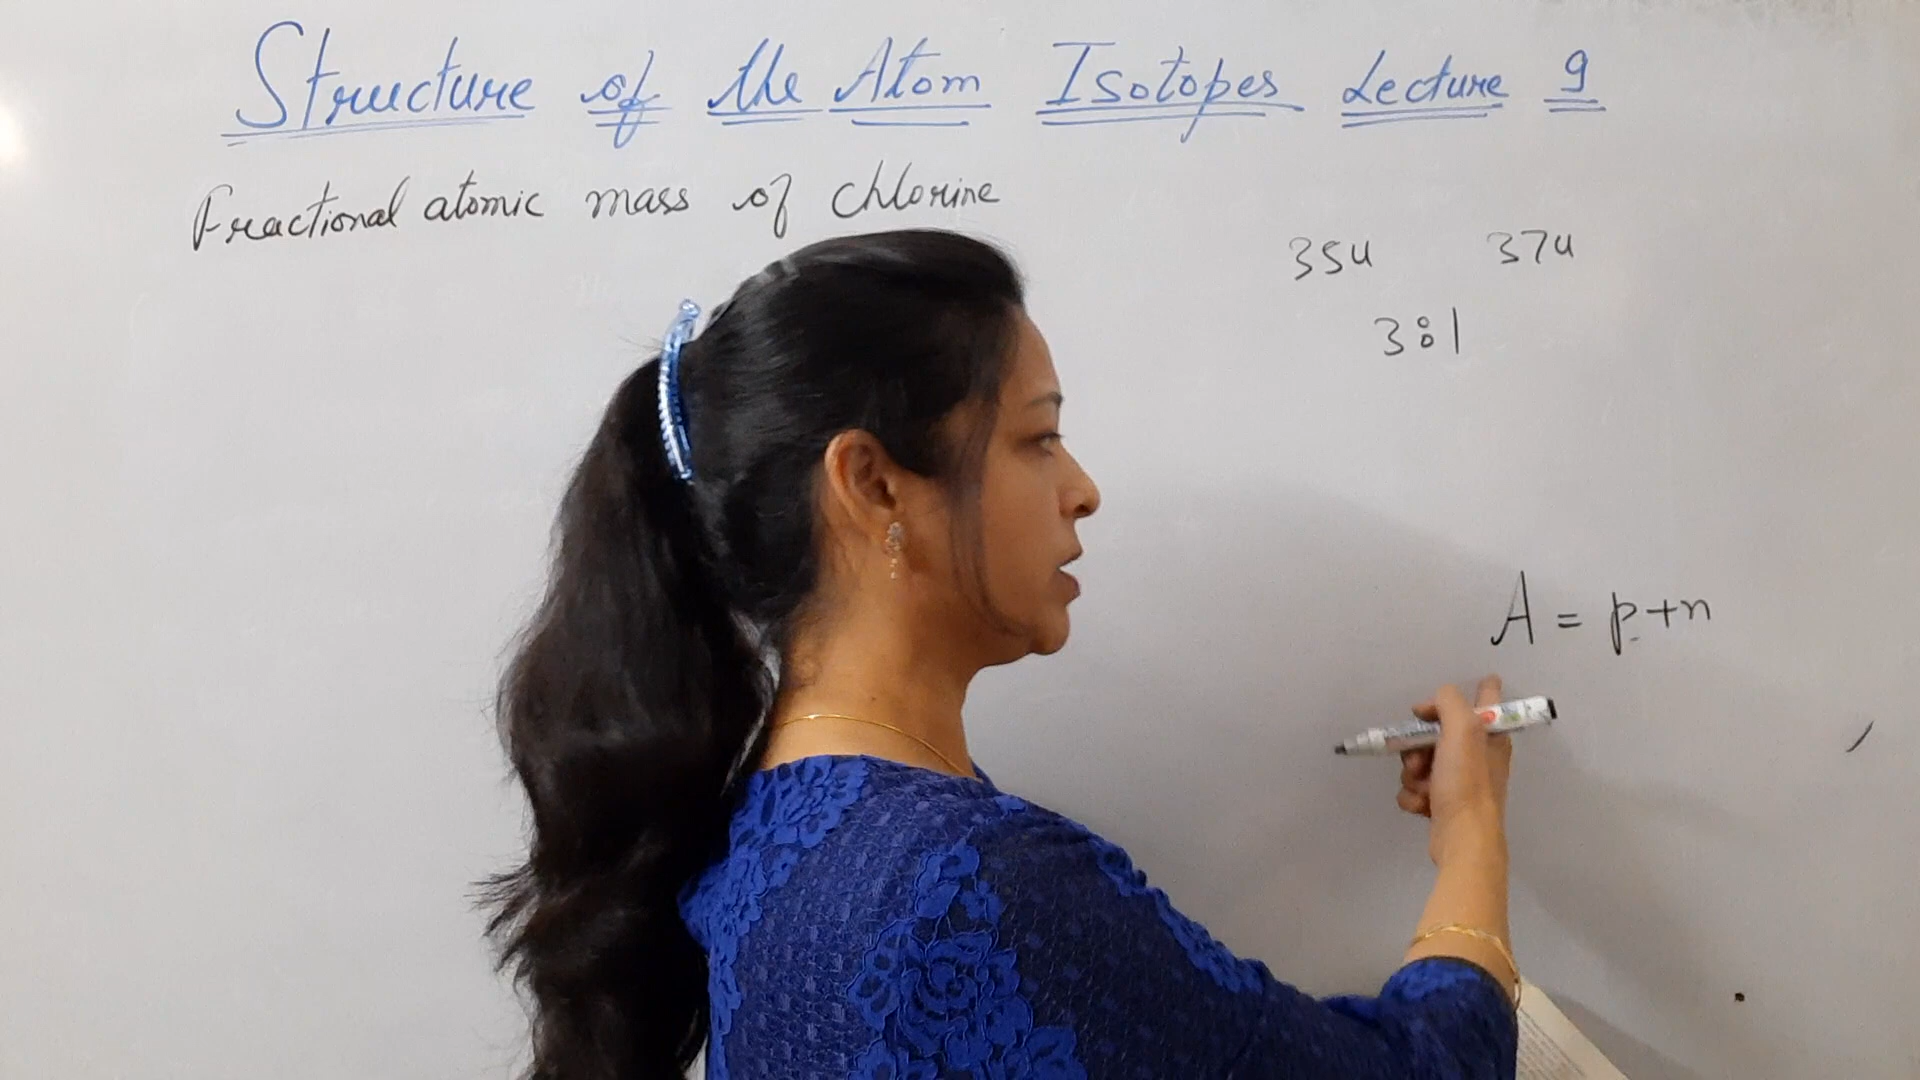 Structure of the Atom Isotopes Lecture 9
Fractional atomic mass of chlorine
35u 37u
3:1
A = p+n